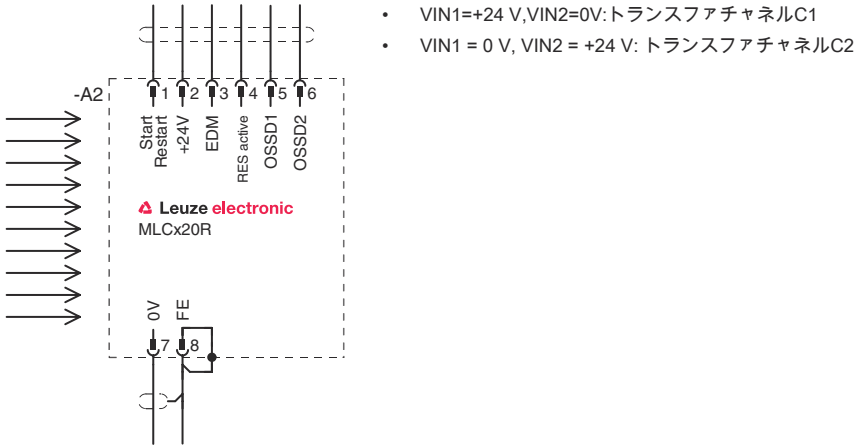 • VIN1=+24 V,VIN2=0V:トランスファチャネルC1
• VIN1 = 0 V, VIN2 = +24 V: トランスファチャネルC2
-A2
1 2 3 4 5 6
Start
Restart
+24V
EDM
RES active
OSSD1
OSSD2
Leuze electronic
MLCx20R
0V
FE
7 8